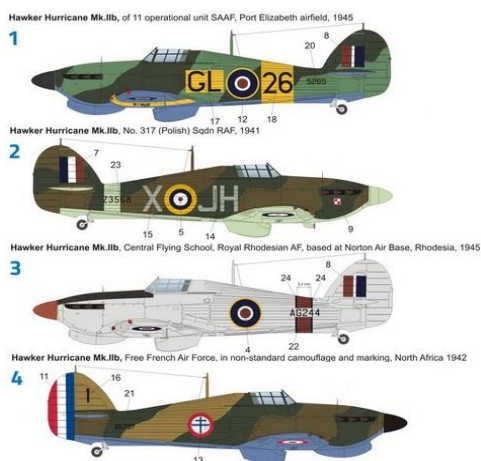 Hawker Hurricane Mk.IIb, of 11 operational unit SAAF, Port Elizabeth airfield, 1945
1
8
20
GL 26
5285
17 12 18
Hawker Hurricane Mk.IIb, No. 317 (Polish) Sqdn RAF, 1941
2
7
23
X JH
15 5 14
9
Hawker Hurricane Mk.IIb, Central Flying School, Royal Rhodesian AF, based at Norton Air Base, Rhodesia, 1945
3
8
24 24
AG244
4 22
Hawker Hurricane Mk.IIb, Free French Air Force, in non-standard camouflage and marking, North Africa 1942
4
11 16
1
21
13